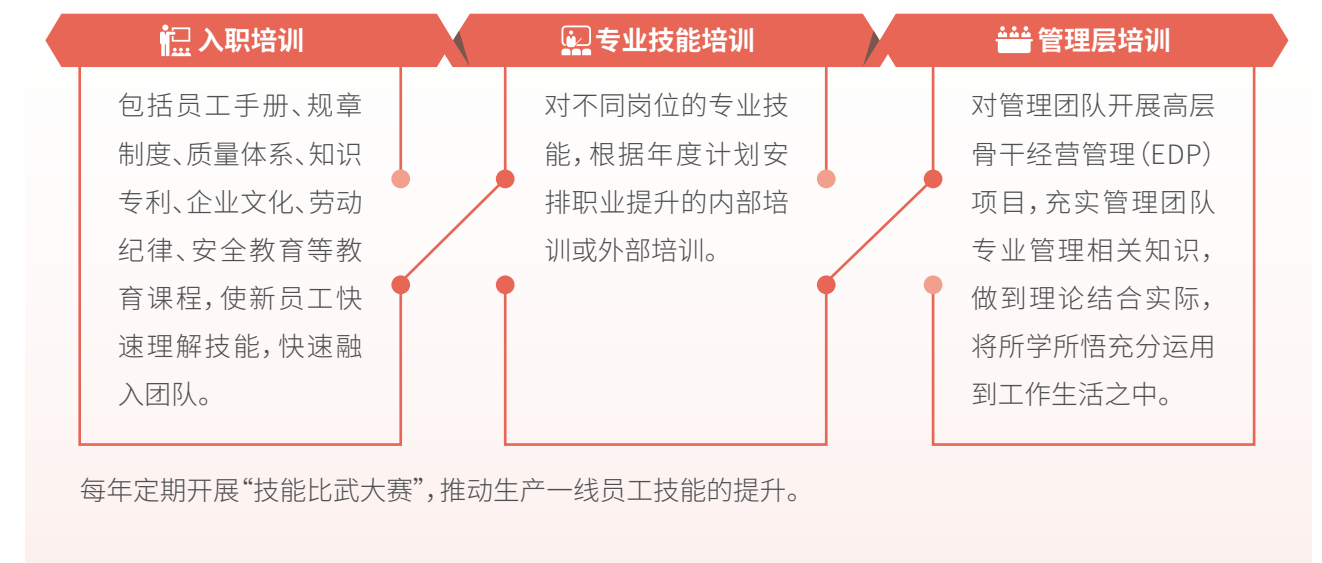 入职培训
包括员工手册、规章
制度、质量体系、知识
专利、企业文化、劳动
纪律、安全教育等教
育课程，使新员工快
速理解技能，快速融
入团队。
专业技能培训
对不同岗位的专业技
能，根据年度计划安
排职业提升的内部培
训或外部培训。
管理层培训
对管理团队开展高层
骨干经营管理（EDP）
项目，充实管理团队
专业管理相关知识，
做到理论结合实际，
将所学所悟充分运用
到工作生活之中。
每年定期开展“技能比武大赛”，推动生产一线员工技能的提升。